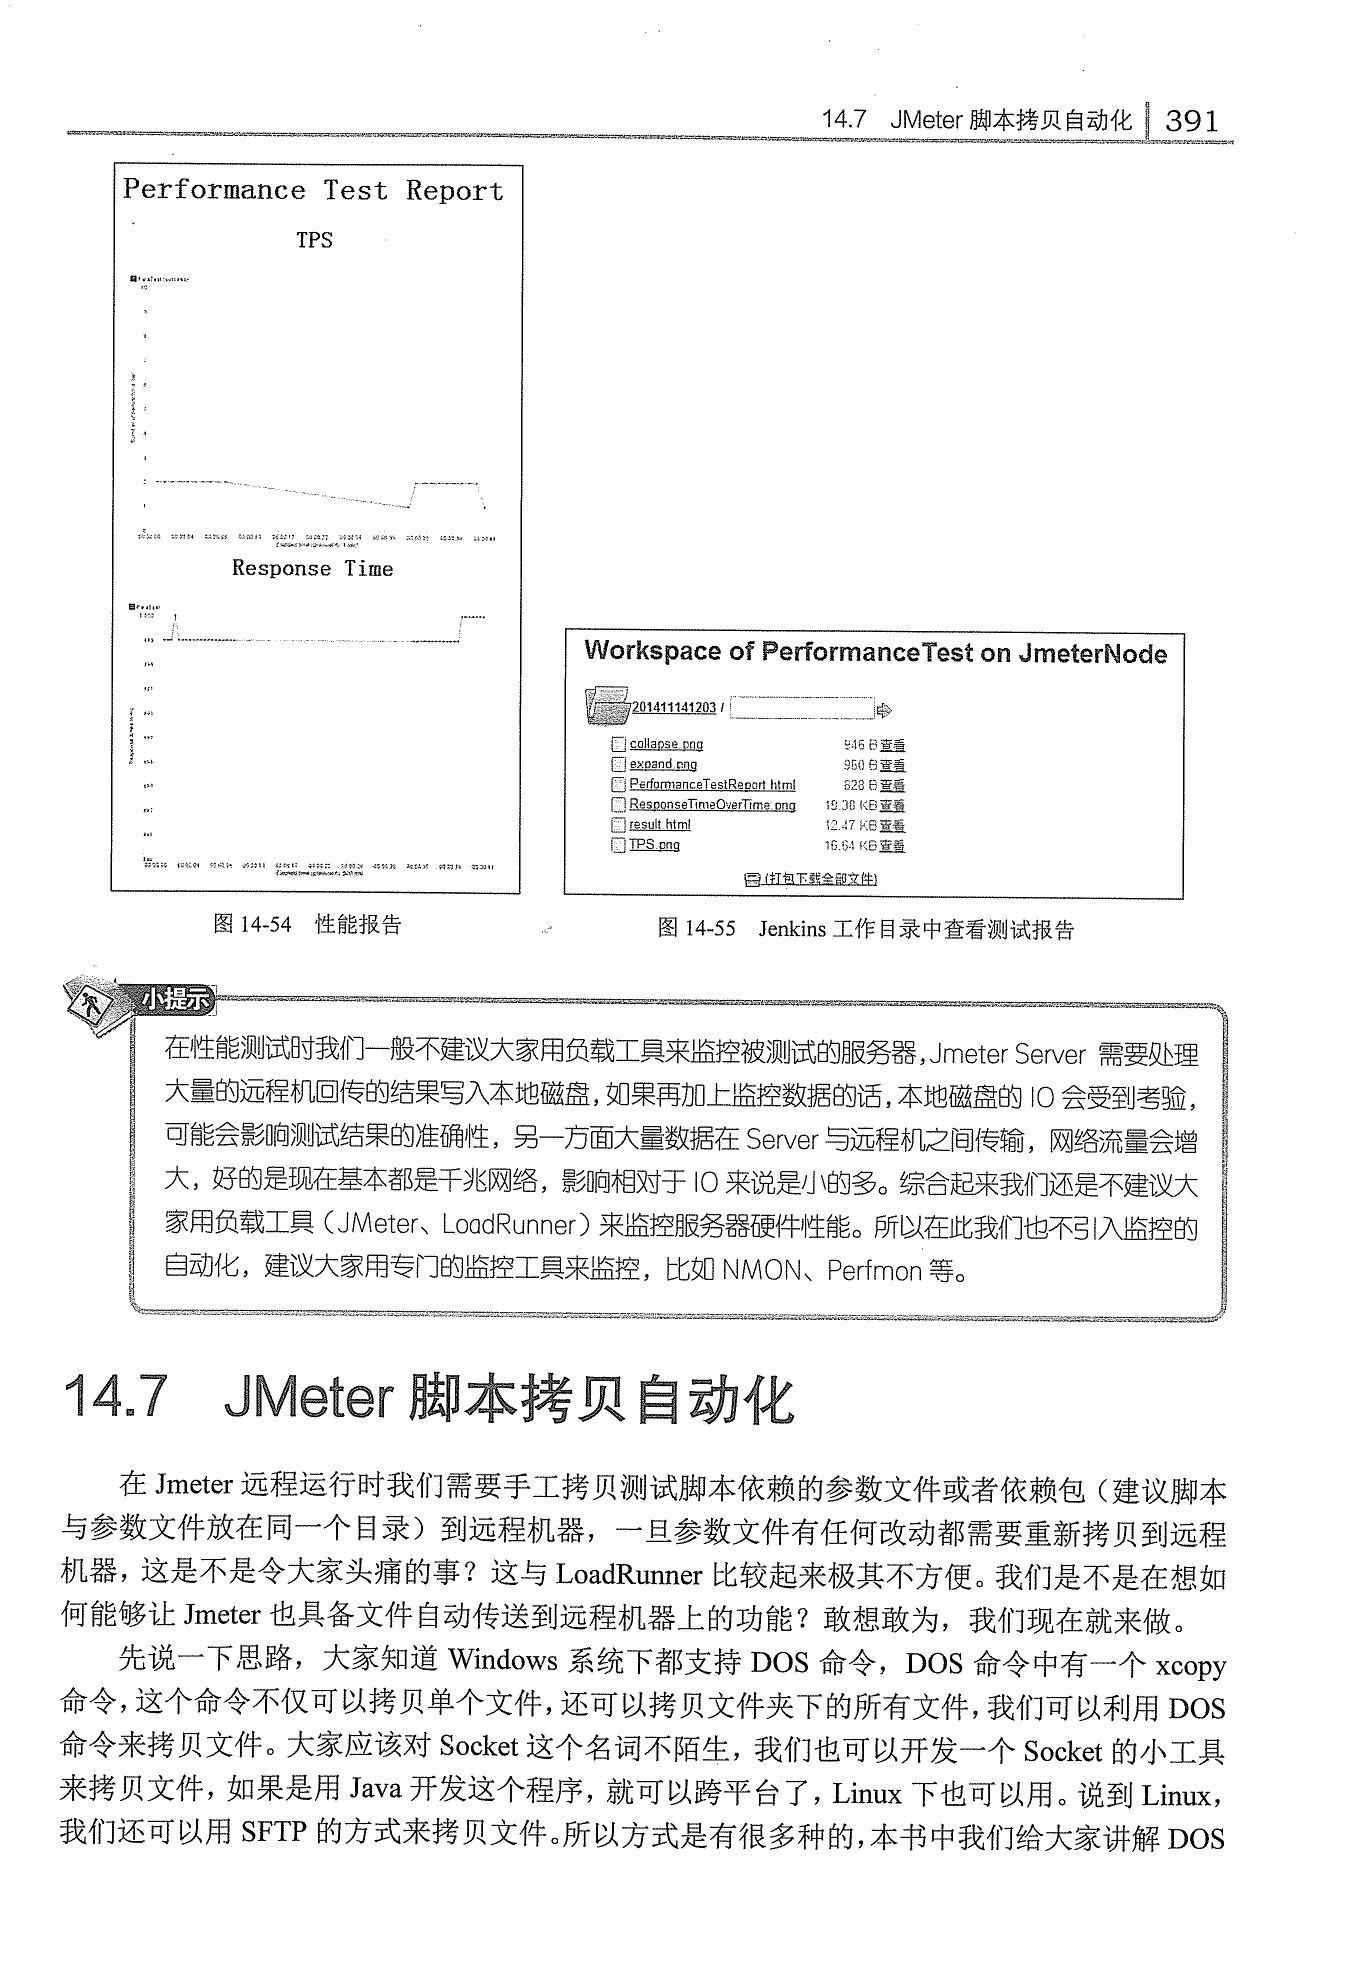 14.7 JMeter 脚本拷贝自动化 391
Performance Test Report
TPS
Response Time
图 14-54 性能报告
Workspace of PerformanceTest on JmeterNode
201411141203 /
collapse.png 946 B 查看
expand.png 950 B 查看
PerformanceTestReport.html 828 B 查看
ResponseTimeOverTime.png KB 查看
result.html 12.47 KB 查看
TPS.png 16.64 KB 查看
(打包下载全部文件)
图 14-55 Jenkins 工作目录中查看测试报告
小提示
在性能测试时我们一般不建议大家用负载工具来监控被测试的服务器,Jmeter Server 需要处理
大量的远程机回传的结果写入本地磁盘,如果再加上监控数据的话,本地磁盘的 IO 会受到考验,
可能会影响测试结果的准确性，另一方面大量数据在 Server 与远程机之间传输，网络流量会增
大，好的是现在基本都是千兆网络，影响相对于 IO 来说是小的多。综合起来我们还是不建议大
家用负载工具（JMeter、LoadRunner）来监控服务器硬件性能。所以在此我们也不引入监控的
自动化，建议大家用专门的监控工具来监控，比如 NMON、Perfmon 等。
14.7 JMeter 脚本拷贝自动化
在 Jmeter 远程运行时我们需要手工拷贝测试脚本依赖的参数文件或者依赖包（建议脚本
与参数文件放在同一个目录）到远程机器，一旦参数文件有任何改动都需要重新拷贝到远程
机器，这是不是令大家头痛的事？这与 LoadRunner 比较起来极其不方便。我们是不是在想如
何能够让 Jmeter 也具备文件自动传送到远程机器上的功能？敢想敢为，我们现在就来做。
先说一下思路，大家知道 Windows 系统下都支持 DOS 命令，DOS 命令中有一个 xcopy
命令，这个命令不仅可以拷贝单个文件，还可以拷贝文件夹下的所有文件，我们可以利用 DOS
命令来拷贝文件。大家应该对 Socket 这个名词不陌生，我们也可以开发一个 Socket 的小工具
来拷贝文件，如果是用 Java 开发这个程序，就可以跨平台了，Linux 下也可以用。说到 Linux，
我们还可以用 SFTP 的方式来拷贝文件。所以方式是有很多种的，本书中我们给大家讲解 DOS